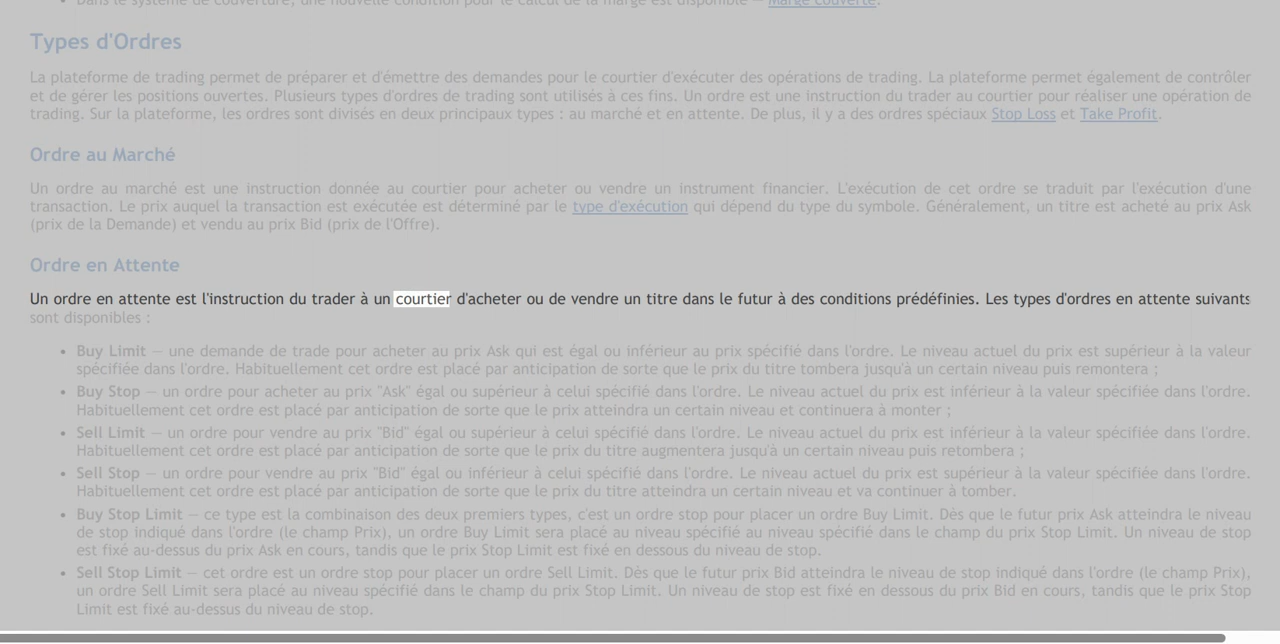 • Dans le système de couverture, une nouvelle condition pour le calcul de la marge est disponible — Marge couverte.
Types d'Ordres
La plateforme de trading permet de préparer et d'émettre des demandes pour le courtier d'exécuter des opérations de trading. La plateforme permet également de contrôler
et de gérer les positions ouvertes. Plusieurs types d'ordres de trading sont utilisés à ces fins. Un ordre est une instruction du trader au courtier pour réaliser une opération de
trading. Sur la plateforme, les ordres sont divisés en deux principaux types : au marché et en attente. De plus, il y a des ordres spéciaux Stop Loss et Take Profit.
Ordre au Marché
Un ordre au marché est une instruction donnée au courtier pour acheter ou vendre un instrument financier. L'exécution de cet ordre se traduit par l'exécution d'une
transaction. Le prix auquel la transaction est exécutée est déterminé par le type d'exécution qui dépend du type du symbole. Généralement, un titre est acheté au prix Ask
(prix de la Demande) et vendu au prix Bid (prix de l'Offre).
Ordre en Attente
Un ordre en attente est l'instruction du trader à un courtier d'acheter ou de vendre un titre dans le futur à des conditions prédéfinies. Les types d'ordres en attente suivants
sont disponibles :
• Buy Limit — une demande de trade pour acheter au prix Ask qui est égal ou inférieur au prix spécifié dans l'ordre. Le niveau actuel du prix est supérieur à la valeur
spécifiée dans l'ordre. Habituellement cet ordre est placé par anticipation de sorte que le prix du titre tombera jusqu'à un certain niveau puis remontera ;
• Buy Stop — un ordre pour acheter au prix "Ask" égal ou supérieur à celui spécifié dans l'ordre. Le niveau actuel du prix est inférieur à la valeur spécifiée dans l'ordre.
Habituellement cet ordre est placé par anticipation de sorte que le prix atteindra un certain niveau et continuera à monter ;
• Sell Limit — un ordre pour vendre au prix "Bid" égal ou supérieur à celui spécifié dans l'ordre. Le niveau actuel du prix est inférieur à la valeur spécifiée dans l'ordre.
Habituellement cet ordre est placé par anticipation de sorte que le prix du titre augmentera jusqu'à un certain niveau puis retombera ;
• Sell Stop — un ordre pour vendre au prix "Bid" égal ou inférieur à celui spécifié dans l'ordre. Le niveau actuel du prix est supérieur à la valeur spécifiée dans l'ordre.
Habituellement cet ordre est placé par anticipation de sorte que le prix du titre atteindra un certain niveau et va continuer à tomber.
• Buy Stop Limit — ce type est la combinaison des deux premiers types, c'est un ordre stop pour placer un ordre Buy Limit. Dès que le futur prix Ask atteindra le niveau
de stop indiqué dans l'ordre (le champ Prix), un ordre Buy Limit sera placé au niveau spécifié au niveau spécifié dans le champ du prix Stop Limit. Un niveau de stop
est fixé au-dessus du prix Ask en cours, tandis que le prix Stop Limit est fixé en dessous du niveau de stop.
• Sell Stop Limit — cet ordre est un ordre stop pour placer un ordre Sell Limit. Dès que le futur prix Bid atteindra le niveau de stop indiqué dans l'ordre (le champ Prix),
un ordre Sell Limit sera placé au niveau spécifié dans le champ du prix Stop Limit. Un niveau de stop est fixé en dessous du prix Bid en cours, tandis que le prix Stop
Limit est fixé au-dessus du niveau de stop.